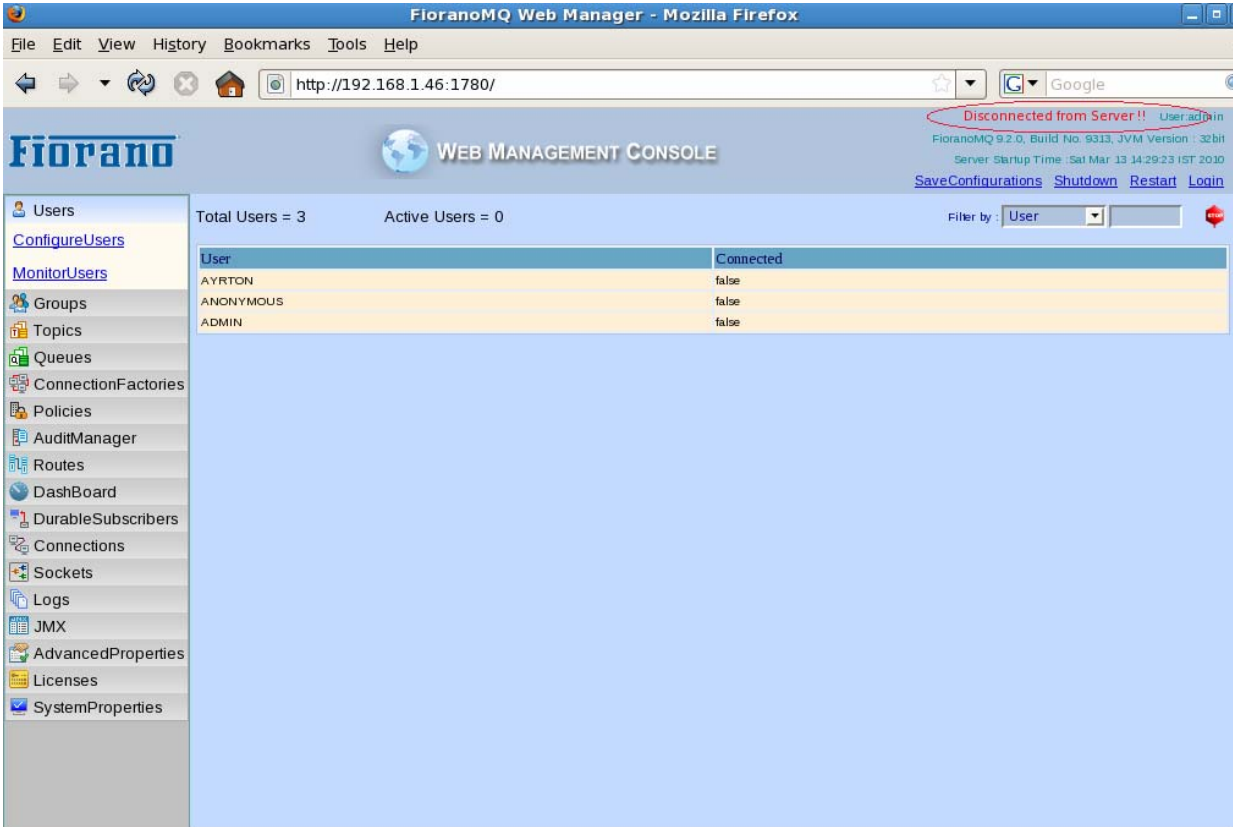 FioranoMQ Web Manager - Mozilla Firefox
File Edit View History Bookmarks Tools Help
http://192.168.1.46:1780/
G Google
Fiorano
WEB MANAGEMENT CONSOLE
Disconnected from Server !! User:admin
FioranoMQ 9.2.0, Build No. 9313, JVM Version : 32bit
Server Startup Time :Sat Mar 13 14:29:23 IST 2010
SaveConfigurations Shutdown Restart Login
Users
ConfigureUsers
MonitorUsers
Groups
Topics
Queues
ConnectionFactories
Policies
AuditManager
Routes
DashBoard
DurableSubscribers
Connections
Sockets
Logs
JMX
AdvancedProperties
Licenses
SystemProperties
Total Users = 3 Active Users = 0 Filter by : User STOP
User Connected
AYRTON false
ANONYMOUS false
ADMIN false